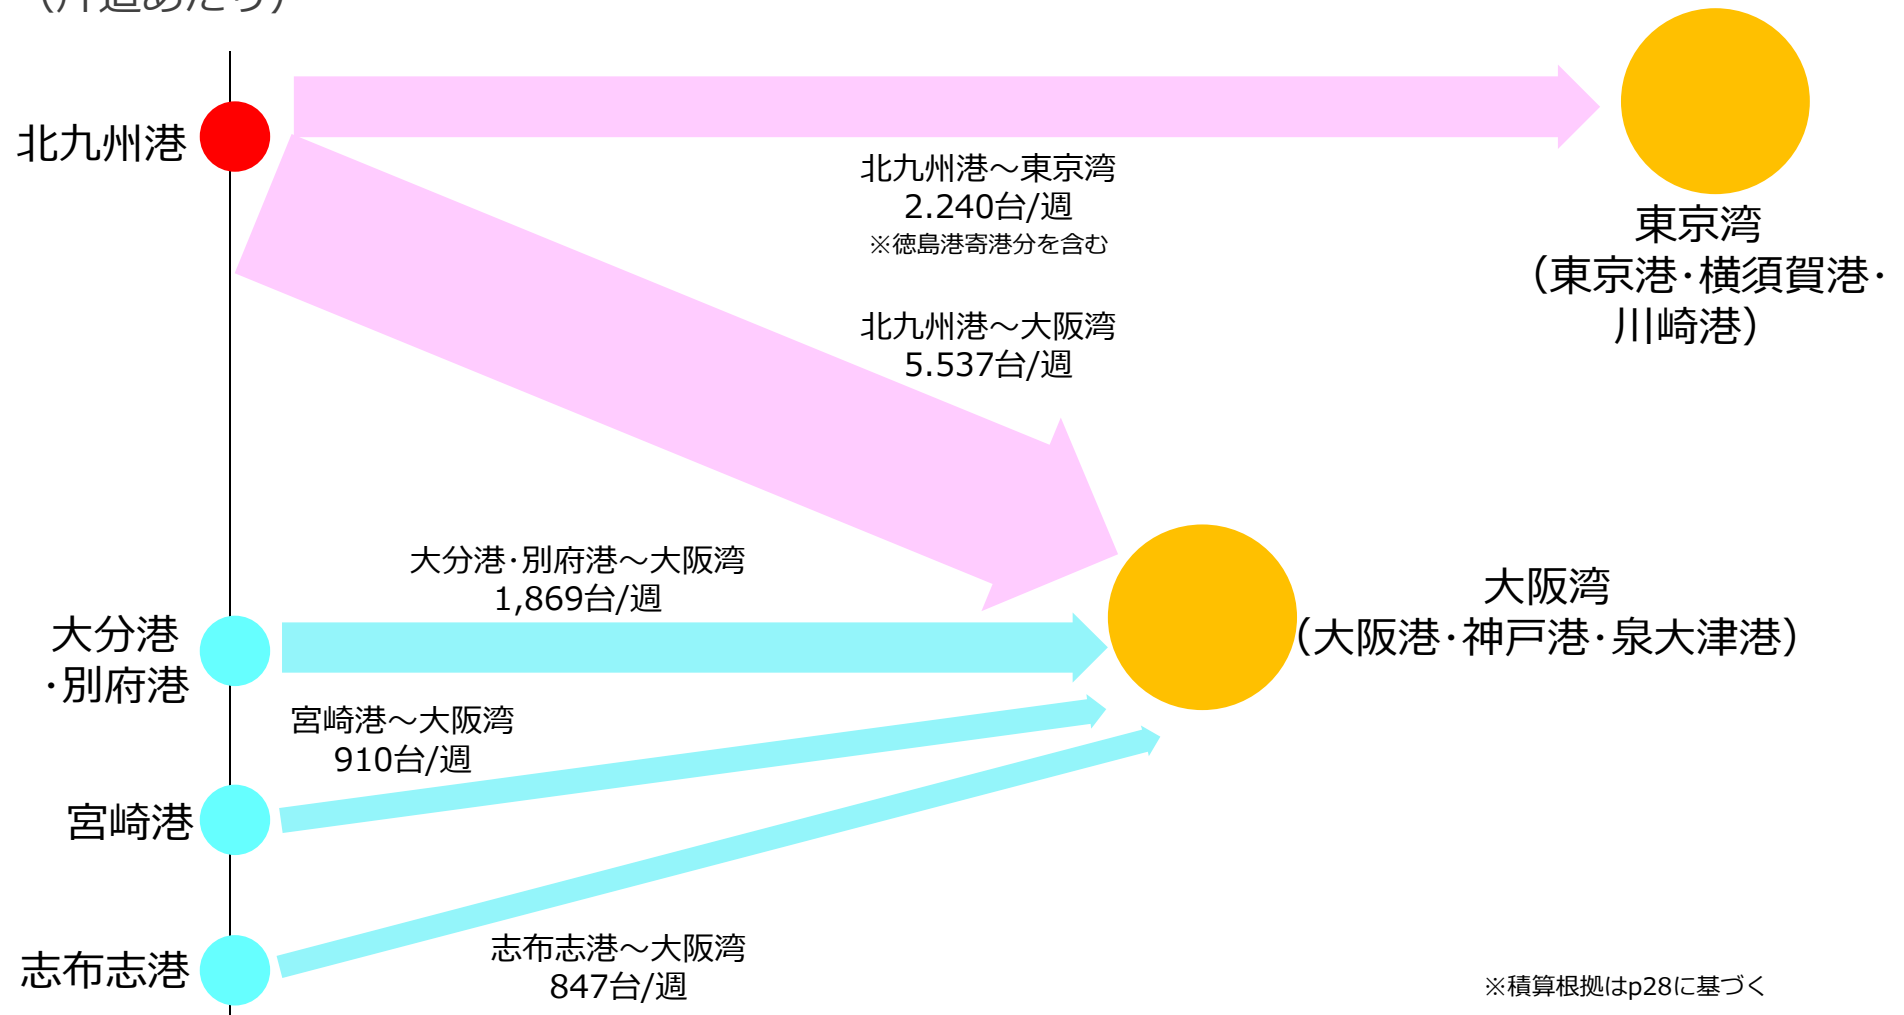 （片道あたり）
北九州港
北九州港～東京湾
2.240台/週
※徳島港寄港分を含む
東京湾
（東京港･横須賀港･
川崎港）
北九州港～大阪湾
5.537台/週
大分港･別府港～大阪湾
1,869台/週
大分港
･別府港
大阪湾
（大阪港･神戸港･泉大津港）
宮崎港～大阪湾
910台/週
宮崎港
志布志港～大阪湾
847台/週
志布志港
※積算根拠はp28に基づく